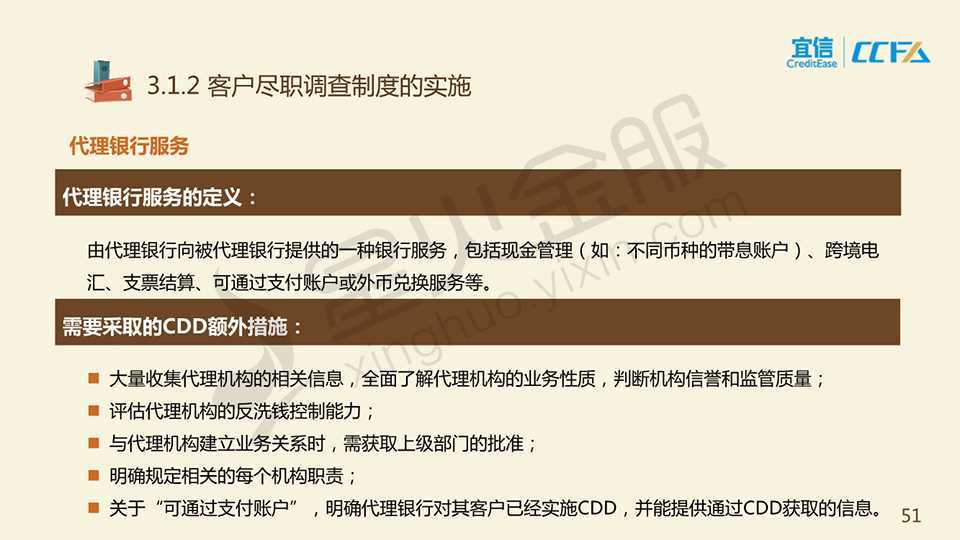 宜信
CreditEase
CCFA
3.1.2 客户尽职调查制度的实施
代理银行服务
代理银行服务的定义：
由代理银行向被代理银行提供的一种银行服务，包括现金管理（如：不同币种的带息账户）、跨境电
汇、支票结算、可通过支付账户或外币兑换服务等。
需要采取的CDD额外措施：
■ 大量收集代理机构的相关信息，全面了解代理机构的业务性质，判断机构信誉和监管质量；
■ 评估代理机构的反洗钱控制能力；
■ 与代理机构建立业务关系时，需获取上级部门的批准；
■ 明确规定相关的每个机构职责；
■ 关于“可通过支付账户”，明确代理银行对其客户已经实施CDD，并能提供通过CDD获取的信息。
51
星火金服
xinghuo.yixin.com